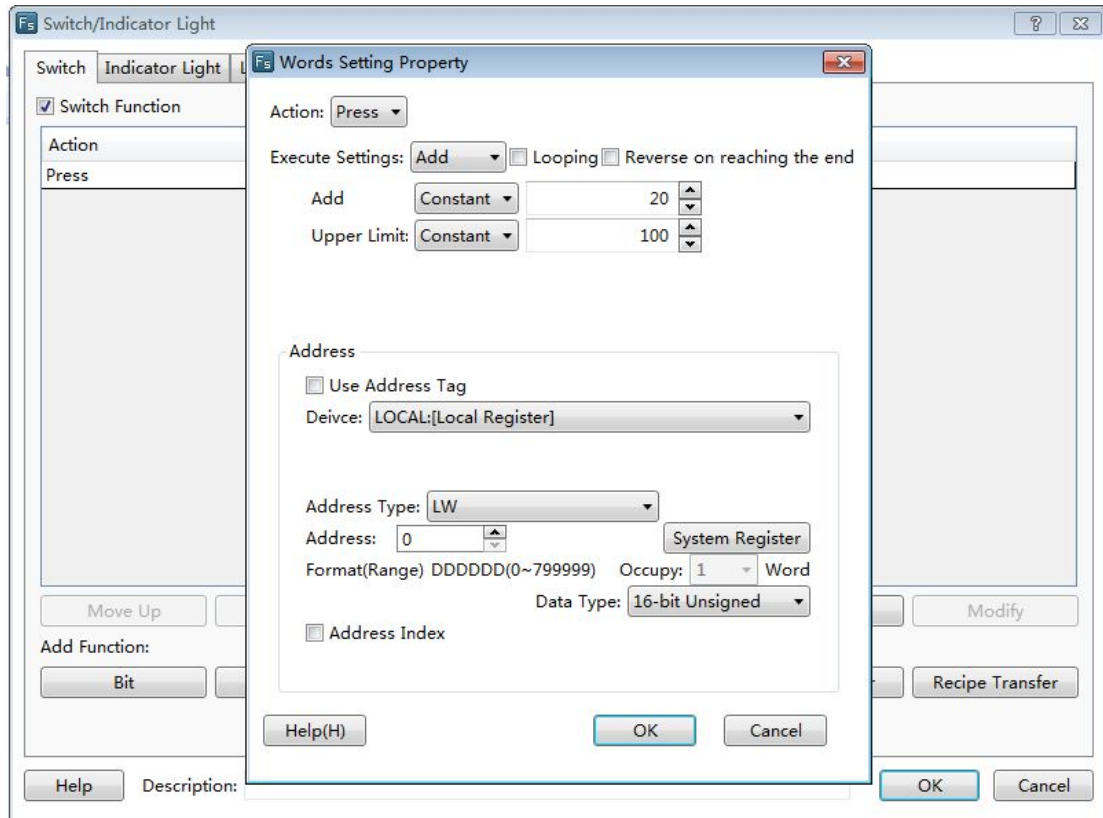 Fs Switch/Indicator Light
Switch Indicator Light L
Switch Function
Action
Press
Fs Words Setting Property
Action: Press
Execute Settings: Add Looping Reverse on reaching the end
Add Constant 20
Upper Limit: Constant 100
Address
Use Address Tag
Deivce: LOCAL:[Local Register]
Address Type: LW
Address: 0 System Register
Format(Range) DDDDDD(0~799999) Occupy: 1 Word
Data Type: 16-bit Unsigned
Address Index
Help(H) OK Cancel
Move Up Modify
Add Function:
Bit Recipe Transfer
Help Description: OK Cancel